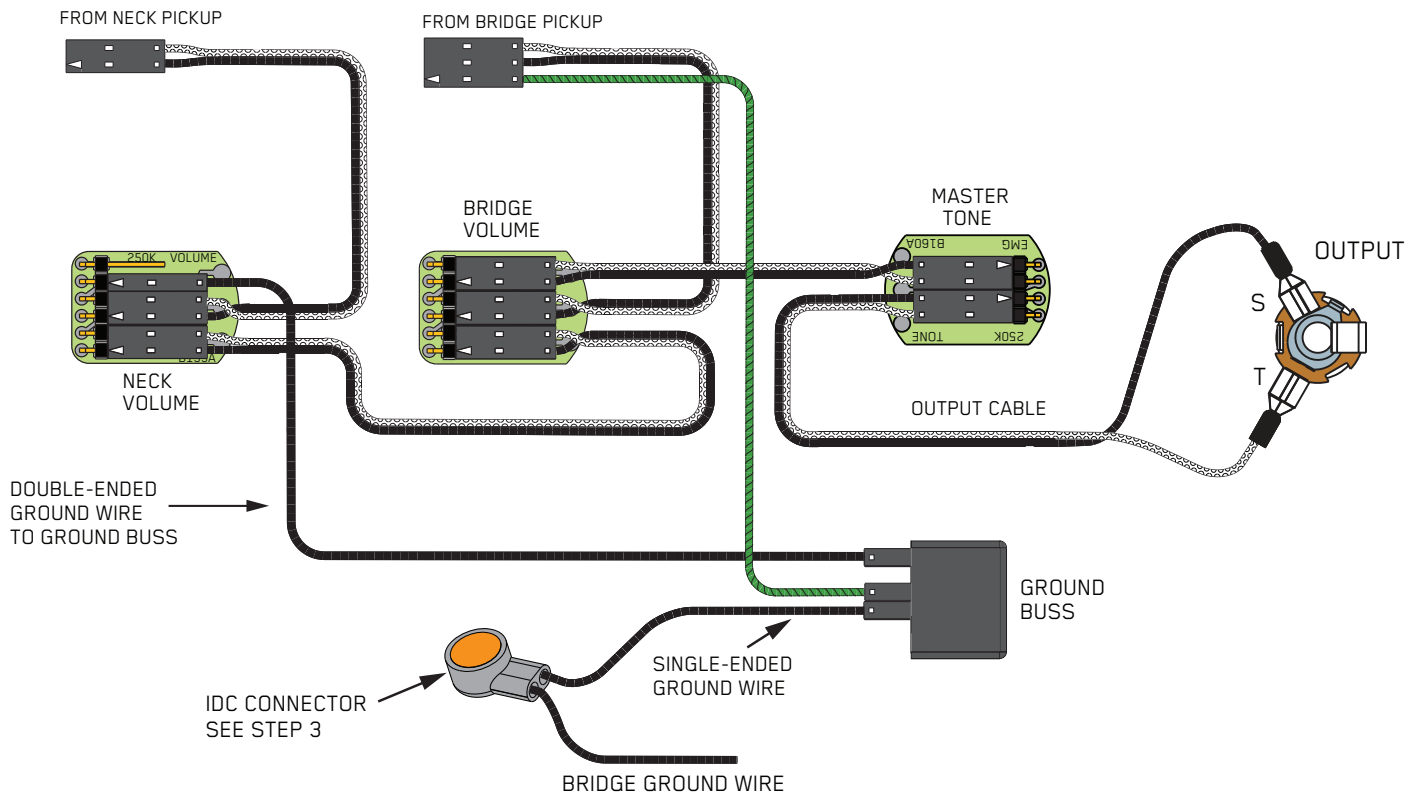 FROM NECK PICKUP
FROM BRIDGE PICKUP
MASTER
TONE
BRIDGE
VOLUME
B160A
EMG
OUTPUT
250K VOLUME
S
TONE
250K
NECK
VOLUME
T
OUTPUT CABLE
DOUBLE-ENDED
GROUND WIRE
TO GROUND BUSS
GROUND
BUSS
SINGLE-ENDED
GROUND WIRE
IDC CONNECTOR
SEE STEP 3
BRIDGE GROUND WIRE